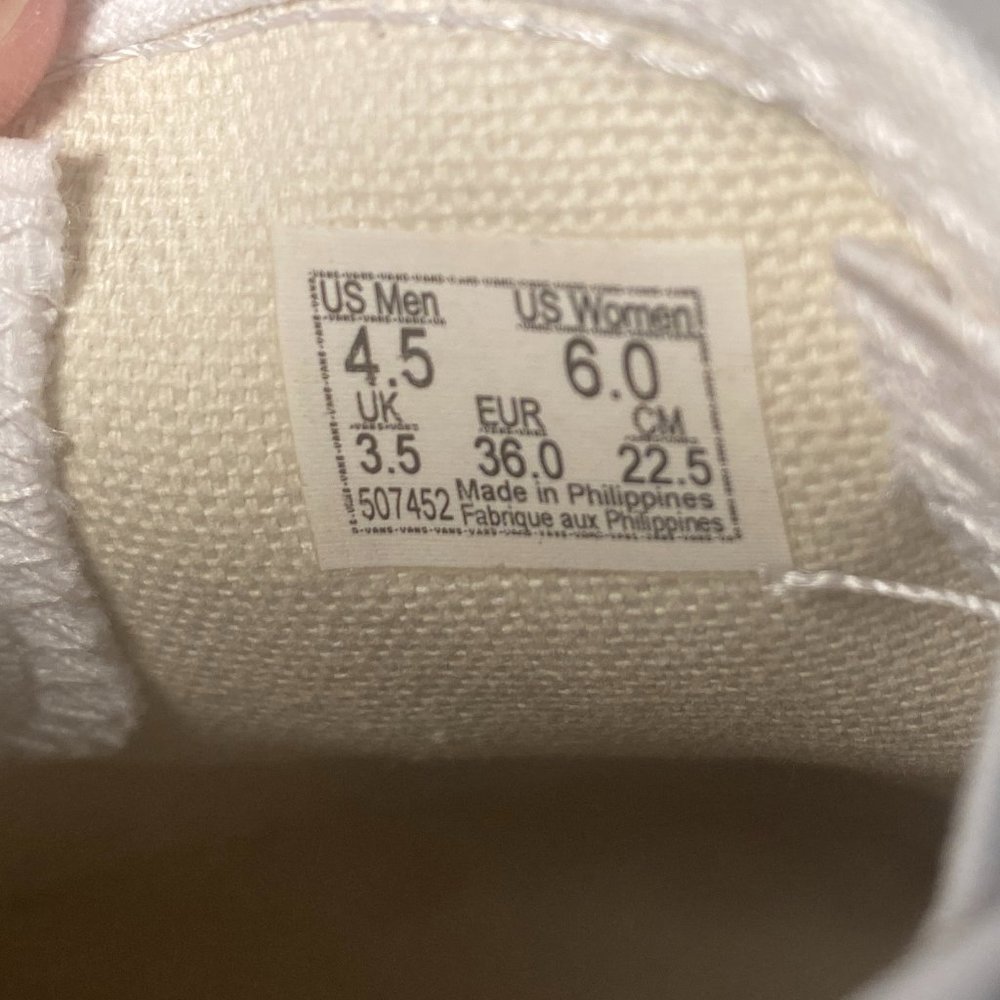 US Men US Women
4.5 6.0
UK EUR CM
3.5 36.0 22.5
507452 Made in Philippines
Fabrique aux Philippines